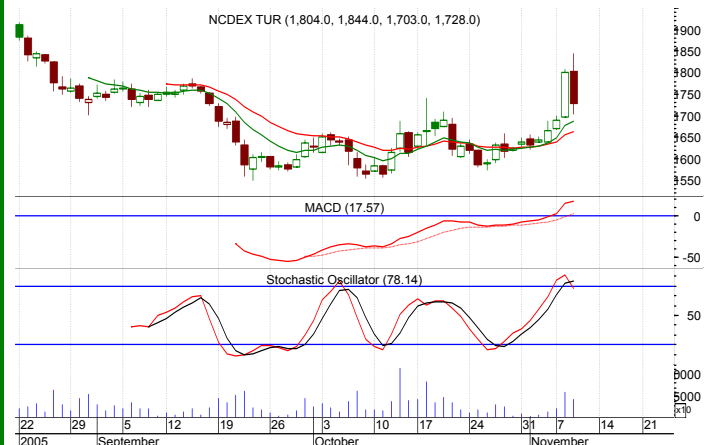 NCDEX TUR (1,804.0, 1,844.0, 1,703.0, 1,728.0)
1900
1850
1800
1750
1700
1650
1600
1550
MACD (17.57)
0
-50
Stochastic Oscillator (78.14)
50
5000
x10
22 29 5 12 19 26 3 10 17 24 31 7 14 21
2005 September October November